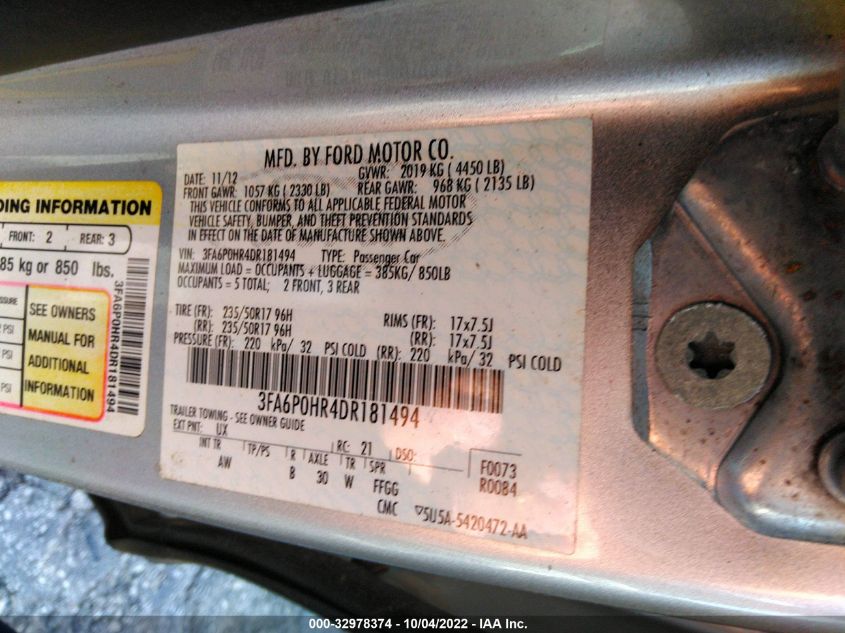 DING INFORMATION
FRONT: 2 REAR: 3
85 kg or 850 lbs.
SEE OWNERS
MANUAL FOR
ADDITIONAL
INFORMATION
PSI
PSI
PSI
3FA6P0HR4DR181494
MFD. BY FORD MOTOR CO.
DATE: 11/12 GVWR: 2019 KG ( 4450 LB)
FRONT GAWR: 1057 KG ( 2330 LB) REAR GAWR: 968 KG ( 2135 LB)
THIS VEHICLE CONFORMS TO ALL APPLICABLE FEDERAL MOTOR
VEHICLE SAFETY, BUMPER, AND THEFT PREVENTION STANDARDS
IN EFFECT ON THE DATE OF MANUFACTURE SHOWN ABOVE.
VIN: 3FA6P0HR4DR181494 TYPE: Passenger Car
MAXIMUM LOAD = OCCUPANTS + LUGGAGE = 385KG/ 850LB
OCCUPANTS = 5 TOTAL; 2 FRONT, 3 REAR
TIRE (FR): 235/50R17 96H RIMS (FR): 17x7.5J
(RR): 235/50R17 96H (RR): 17x7.5J
PRESSURE (FR): 220 kPa/ 32 PSI COLD (RR): 220 kPa/ 32 PSI COLD
3FA6P0HR4DR181494
TRAILER TOWING - SEE OWNER GUIDE
EXT PNT: UX RC: 21 DSO: F0073
INT TR TP/PS R AXLE TR SPR R0084
AW B 30 W FFGG
CMC ▽5U5A-5420472-AA
000-32978374 - 10/04/2022 - IAA Inc.